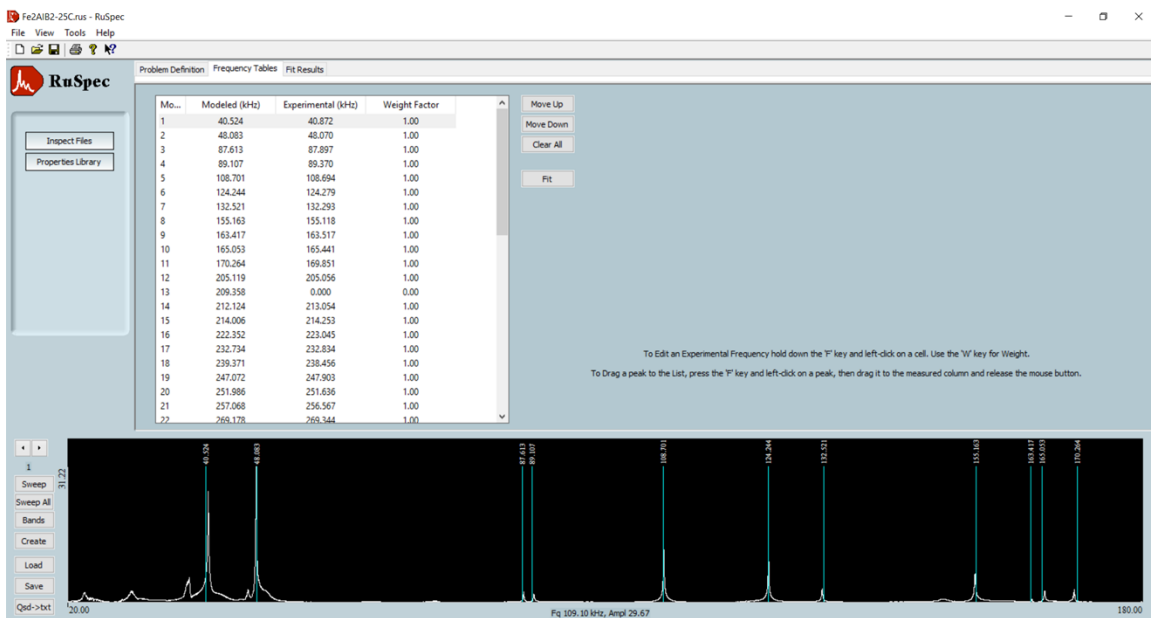 Fe2AlB2-25C.rus - RuSpec
File View Tools Help
RuSpec
Inspect Files
Properties Library
Problem Definition Frequency Tables Fit Results
Mo... Modeled (kHz) Experimental (kHz) Weight Factor
1 40.524 40.872 1.00
2 48.083 48.070 1.00
3 87.613 87.897 1.00
4 89.107 89.370 1.00
5 108.701 108.694 1.00
6 124.244 124.279 1.00
7 132.521 132.293 1.00
8 155.163 155.118 1.00
9 163.417 163.517 1.00
10 165.053 165.441 1.00
11 170.264 169.851 1.00
12 205.119 205.056 1.00
13 209.358 0.000 0.00
14 212.124 213.054 1.00
15 214.006 214.253 1.00
16 222.352 223.045 1.00
17 232.734 232.834 1.00
18 239.371 238.456 1.00
19 247.072 247.903 1.00
20 251.986 251.636 1.00
21 257.068 256.567 1.00
22 269.178 269.344 1.00
Move Up
Move Down
Clear All
Fit
To Edit an Experimental Frequency hold down the 'F' key and left-click on a cell. Use the 'W' key for Weight.
To Drag a peak to the List, press the 'F' key and left-click on a peak, then drag it to the measured column and release the mouse button.
1
Sweep
Sweep All
Bands
Create
Load
Save
Qsd->txt
31.22
40.524 48.083 87.613 89.107 108.701 124.244 132.521 155.163 163.417 165.053 170.264
20.00 Fq 109.10 kHz, Ampl 29.67 180.00